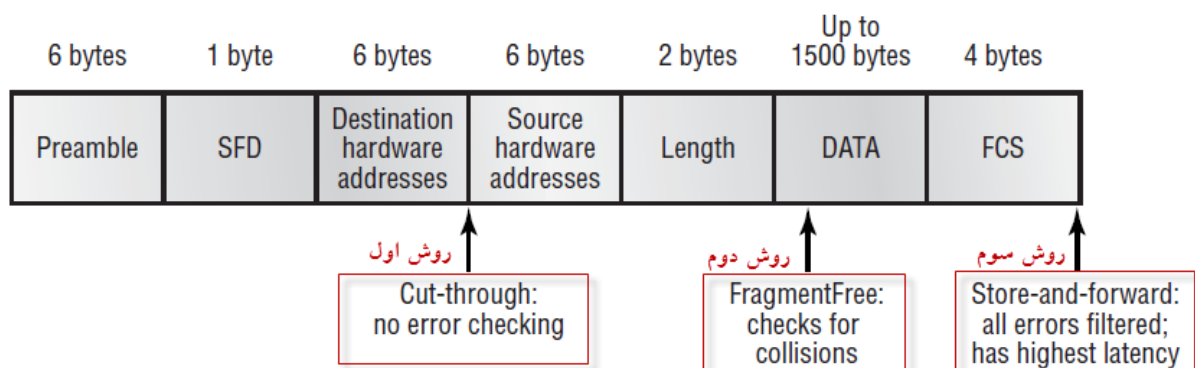 6 bytes
1 byte
6 bytes
6 bytes
2 bytes
Up to
1500 bytes
4 bytes
Preamble
SFD
Destination
hardware
addresses
Source
hardware
addresses
Length
DATA
FCS
روش اول
Cut-through:
no error checking
روش دوم
FragmentFree:
checks for
collisions
روش سوم
Store-and-forward:
all errors filtered;
has highest latency